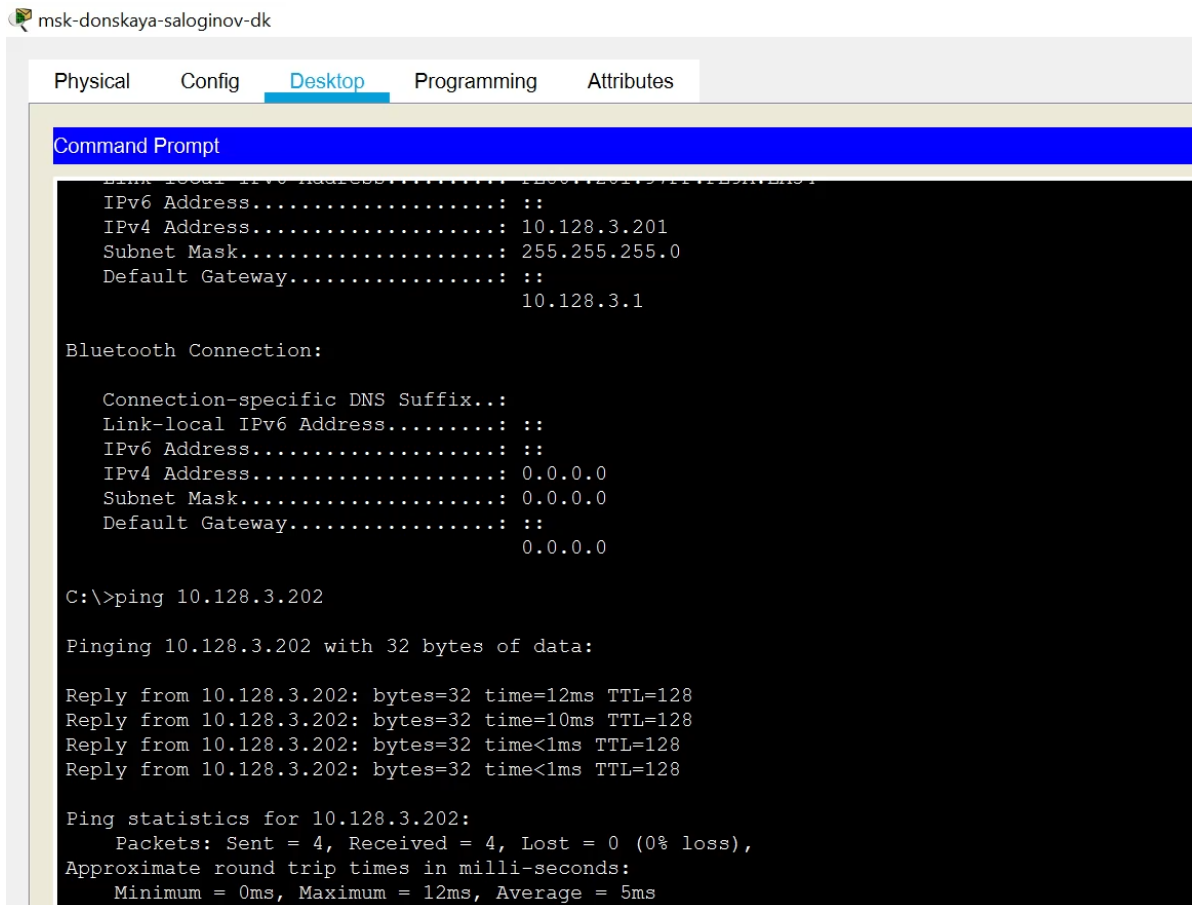 msk-donskaya-saloginov-dk
Physical Config Desktop Programming Attributes
Command Prompt
IPv6 Address....................: ::
IPv4 Address....................: 10.128.3.201
Subnet Mask.....................: 255.255.255.0
Default Gateway.................: ::
10.128.3.1
Bluetooth Connection:
Connection-specific DNS Suffix..:
Link-local IPv6 Address.........: ::
IPv6 Address....................: ::
IPv4 Address....................: 0.0.0.0
Subnet Mask.....................: 0.0.0.0
Default Gateway.................: ::
0.0.0.0
C:\>ping 10.128.3.202
Pinging 10.128.3.202 with 32 bytes of data:
Reply from 10.128.3.202: bytes=32 time=12ms TTL=128
Reply from 10.128.3.202: bytes=32 time=10ms TTL=128
Reply from 10.128.3.202: bytes=32 time<1ms TTL=128
Reply from 10.128.3.202: bytes=32 time<1ms TTL=128
Ping statistics for 10.128.3.202:
Packets: Sent = 4, Received = 4, Lost = 0 (0% loss),
Approximate round trip times in milli-seconds:
Minimum = 0ms, Maximum = 12ms, Average = 5ms